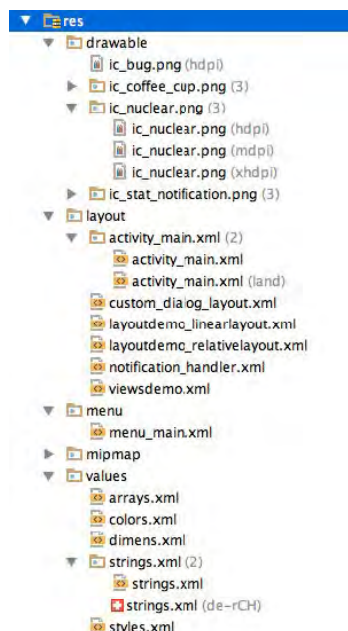 res
drawable
ic_bug.png (hdpi)
ic_coffee_cup.png (3)
ic_nuclear.png (3)
ic_nuclear.png (hdpi)
ic_nuclear.png (mdpi)
ic_nuclear.png (xhdpi)
ic_stat_notification.png (3)
layout
activity_main.xml (2)
activity_main.xml
activity_main.xml (land)
custom_dialog_layout.xml
layoutdemo_linearlayout.xml
layoutdemo_relativelayout.xml
notification_handler.xml
viewsdemo.xml
menu
menu_main.xml
mipmap
values
arrays.xml
colors.xml
dimens.xml
strings.xml (2)
strings.xml
strings.xml (de-rCH)
styles.xml